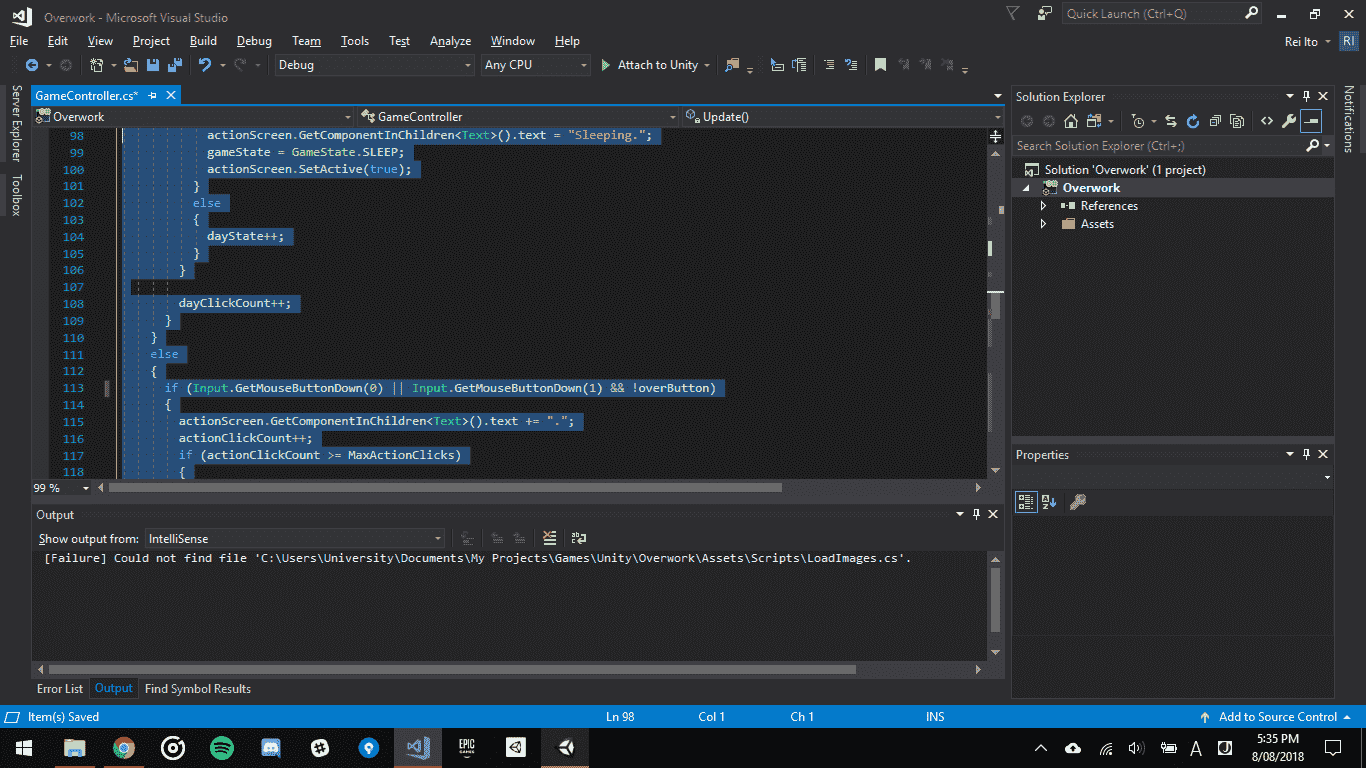 Overwork - Microsoft Visual Studio
Quick Launch (Ctrl+Q)
File Edit View Project Build Debug Team Tools Test Analyze Window Help
Rei Ito RI
Debug Any CPU Attach to Unity
Server Explorer
Toolbox
GameController.cs*
Overwork GameController Update()
98 actionScreen.GetComponentInChildren<Text>().text = "Sleeping.";
99 gameState = GameState.SLEEP;
100 actionScreen.SetActive(true);
101 }
102 else
103 {
104 dayState++;
105 }
106 }
107
108 dayClickCount++;
109 }
110 }
111 else
112 {
113 if (Input.GetMouseButtonDown(0) || Input.GetMouseButtonDown(1) && !overButton)
114 {
115 actionScreen.GetComponentInChildren<Text>().text += ".";
116 actionClickCount++;
117 if (actionClickCount >= MaxActionClicks)
118 {
99 %
Output
Show output from: IntelliSense
[Failure] Could not find file 'C:\Users\University\Documents\My Projects\Games\Unity\Overwork\Assets\Scripts\LoadImages.cs'.
Error List Output Find Symbol Results
Solution Explorer
Search Solution Explorer (Ctrl+;)
Solution 'Overwork' (1 project)
Overwork
References
Assets
Properties
Notifications
Item(s) Saved Ln 98 Col 1 Ch 1 INS Add to Source Control
EPIC GAMES
A J
5:35 PM
8/08/2018